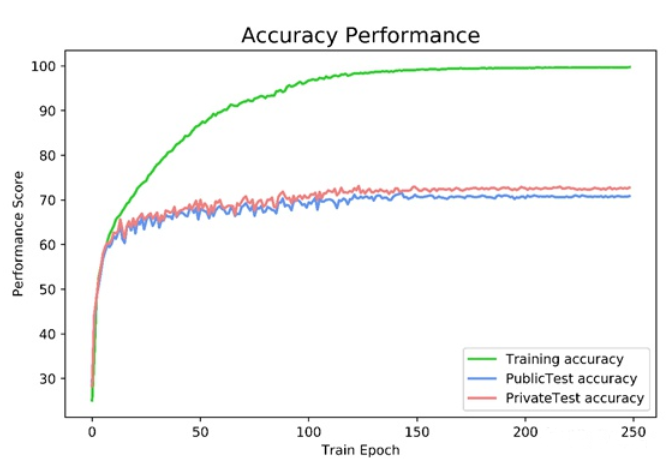 Accuracy Performance
100
90
80
70
60
50
40
30
Performance Score
Training accuracy
PublicTest accuracy
PrivateTest accuracy
0 50 100 150 200 250
Train Epoch